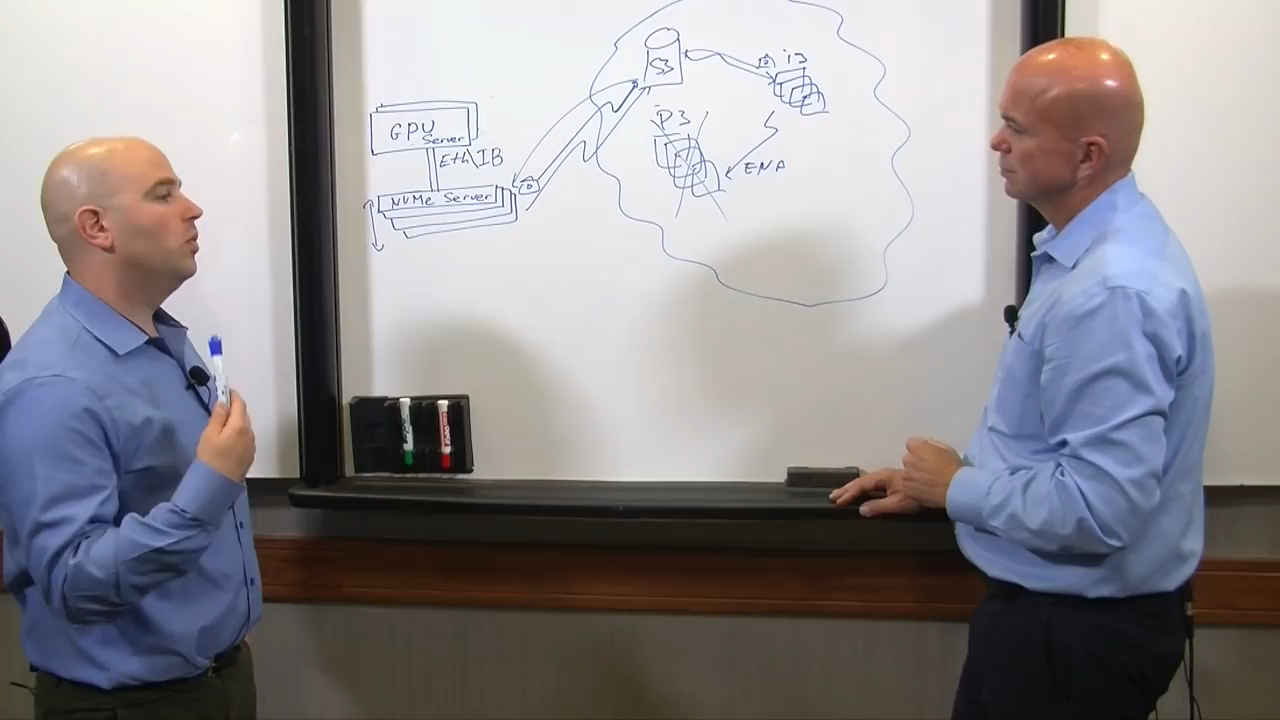 S3
i3
GPU
Server
Eth\IB
P3
ENA
NVMe Server